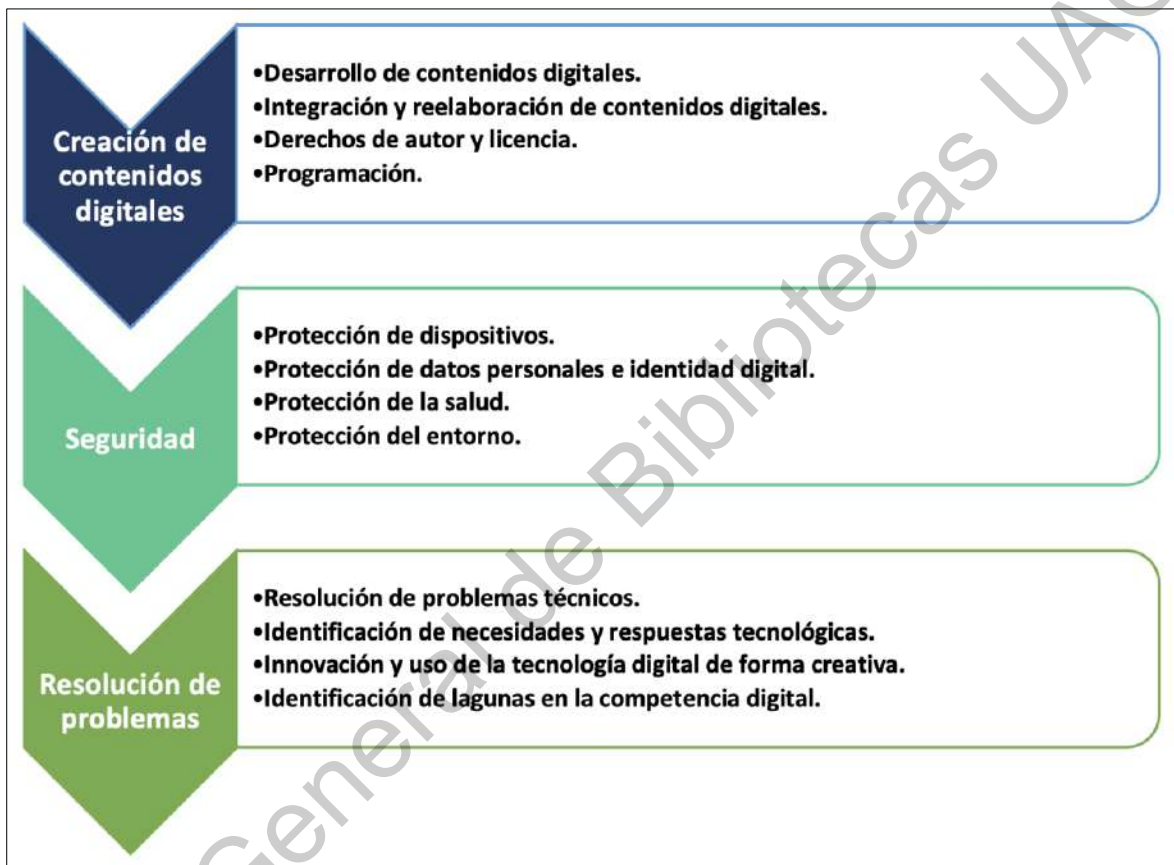 Creación de
contenidos
digitales
•Desarrollo de contenidos digitales.
•Integración y reelaboración de contenidos digitales.
•Derechos de autor y licencia.
•Programación.
Seguridad
•Protección de dispositivos.
•Protección de datos personales e identidad digital.
•Protección de la salud.
•Protección del entorno.
Resolución de
problemas
•Resolución de problemas técnicos.
•Identificación de necesidades y respuestas tecnológicas.
•Innovación y uso de la tecnología digital de forma creativa.
•Identificación de lagunas en la competencia digital.
General de Bibliotecas